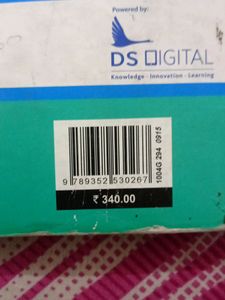 Powered by:
DS DIGITAL
Knowledge · Innovation · Learning
9 789352 530267
1004G 294 0915
₹ 340.00